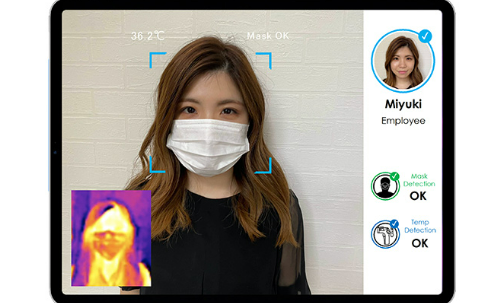 36.2℃ Mask OK
Miyuki
Employee
Mask
Detection
OK
Temp
Detection
OK